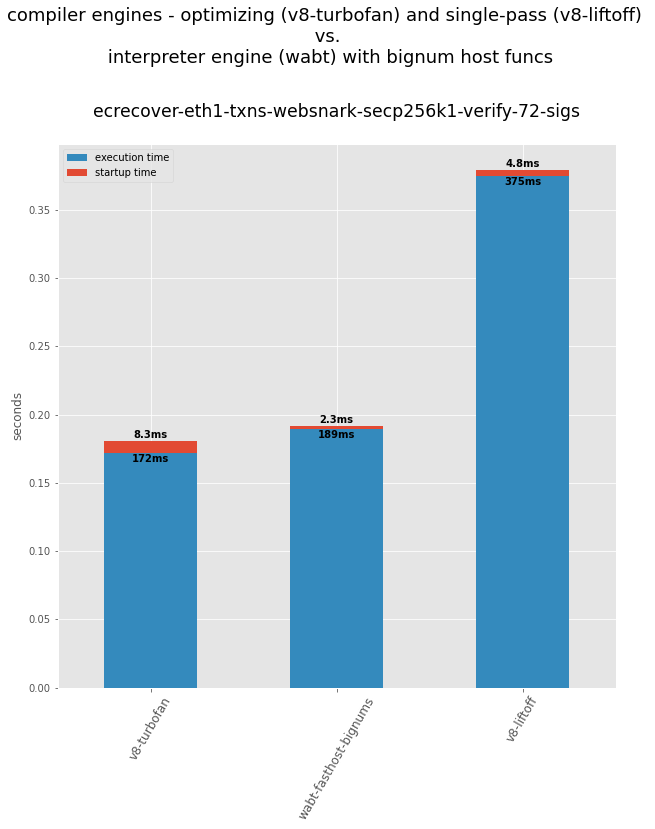 compiler engines - optimizing (v8-turbofan) and single-pass (v8-liftoff)
vs.
interpreter engine (wabt) with bignum host funcs
ecrecover-eth1-txns-websnark-secp256k1-verify-72-sigs
execution time
startup time
4.8ms
375ms
0.35
0.30
0.25
0.20
0.15
0.10
0.05
0.00
seconds
8.3ms
172ms
2.3ms
189ms
v8-turbofan
wabt-fasthost-bignums
v8-liftoff